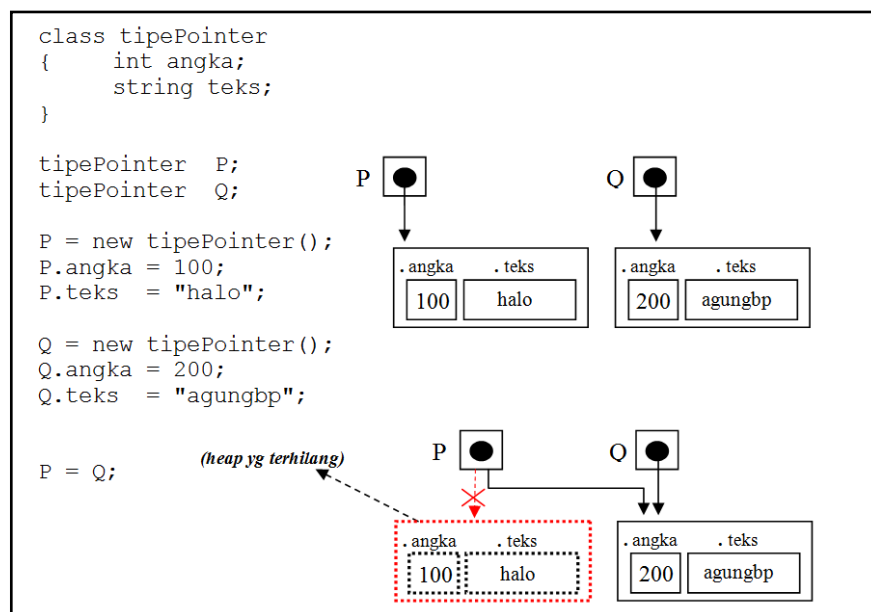 class tipePointer
{ int angka;
string teks;
}
tipePointer P;
tipePointer Q;
P Q
P = new tipePointer();
P.angka = 100;
P.teks = "halo";
.angka .teks .angka .teks
100 halo 200 agungbp
Q = new tipePointer();
Q.angka = 200;
Q.teks = "agungbp";
P = Q;
(heap yg terhilang)
P Q
.angka .teks .angka .teks
100 halo 200 agungbp